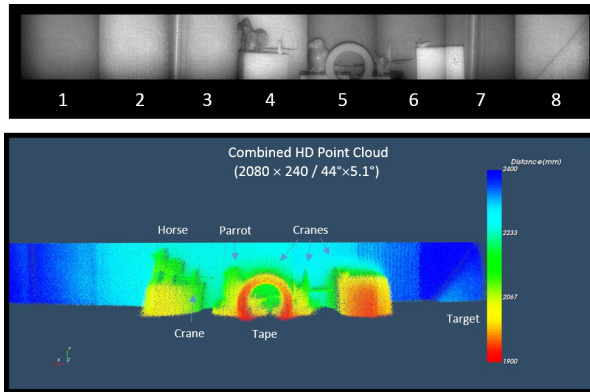 1 2 3 4 5 6 7 8
Combined HD Point Cloud
(2080 × 240 / 44°×5.1°)
Distance(mm)
2400
Horse Parrot Cranes
2233
2067
Crane Tape Target
1900